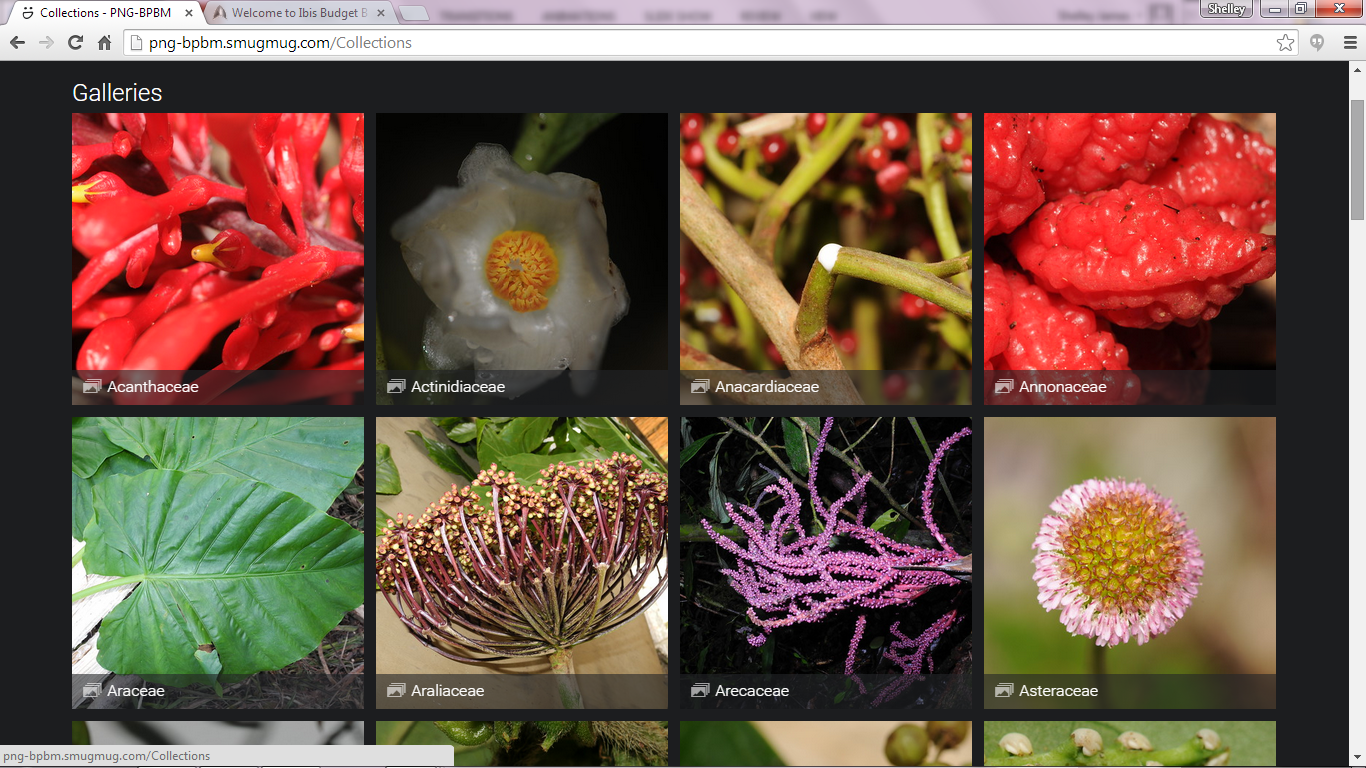 Collections - PNG-BPBM
Welcome to Ibis Budget B
Shelley
png-bpbm.smugmug.com/Collections
Galleries
Acanthaceae
Actinidiaceae
Anacardiaceae
Annonaceae
Araceae
Araliaceae
Arecaceae
Asteraceae
png-bpbm.smugmug.com/Collections